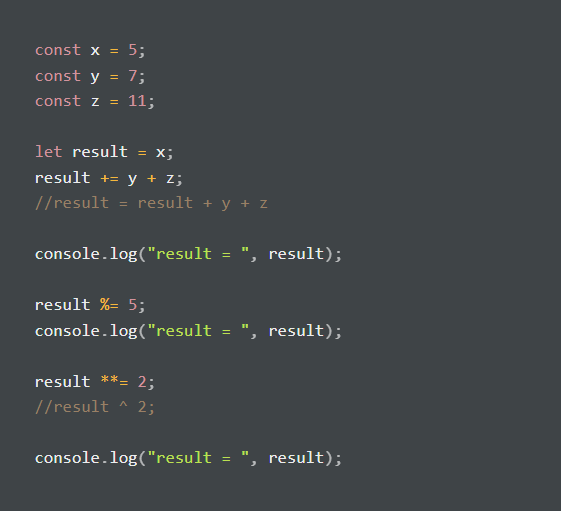 const x = 5;
const y = 7;
const z = 11;
let result = x;
result += y + z;
//result = result + y + z
console.log("result = ", result);
result %= 5;
console.log("result = ", result);
result **= 2;
//result ^ 2;
console.log("result = ", result);